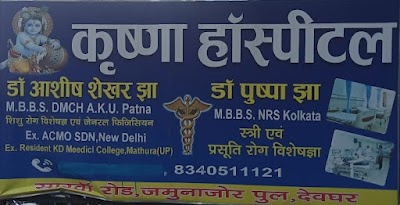 कृष्णा हॉस्पीटल
डॉ आशीष शेखर झा
M.B.B.S. DMCH A.K.U. Patna
शिशु रोग विशेषज्ञ एवं जेनरल फिजिसियन
Ex. ACMO SDN,New Delhi
Ex. Resident KD Meedicl College,Mathura(UP)
डॉ पुष्पा झा
M.B.B.S. NRS Kolkata
स्त्री एवं
प्रसूति रोग विशेषज्ञा
8340511121
रोड, जमुनाजोर पुल, देवघर